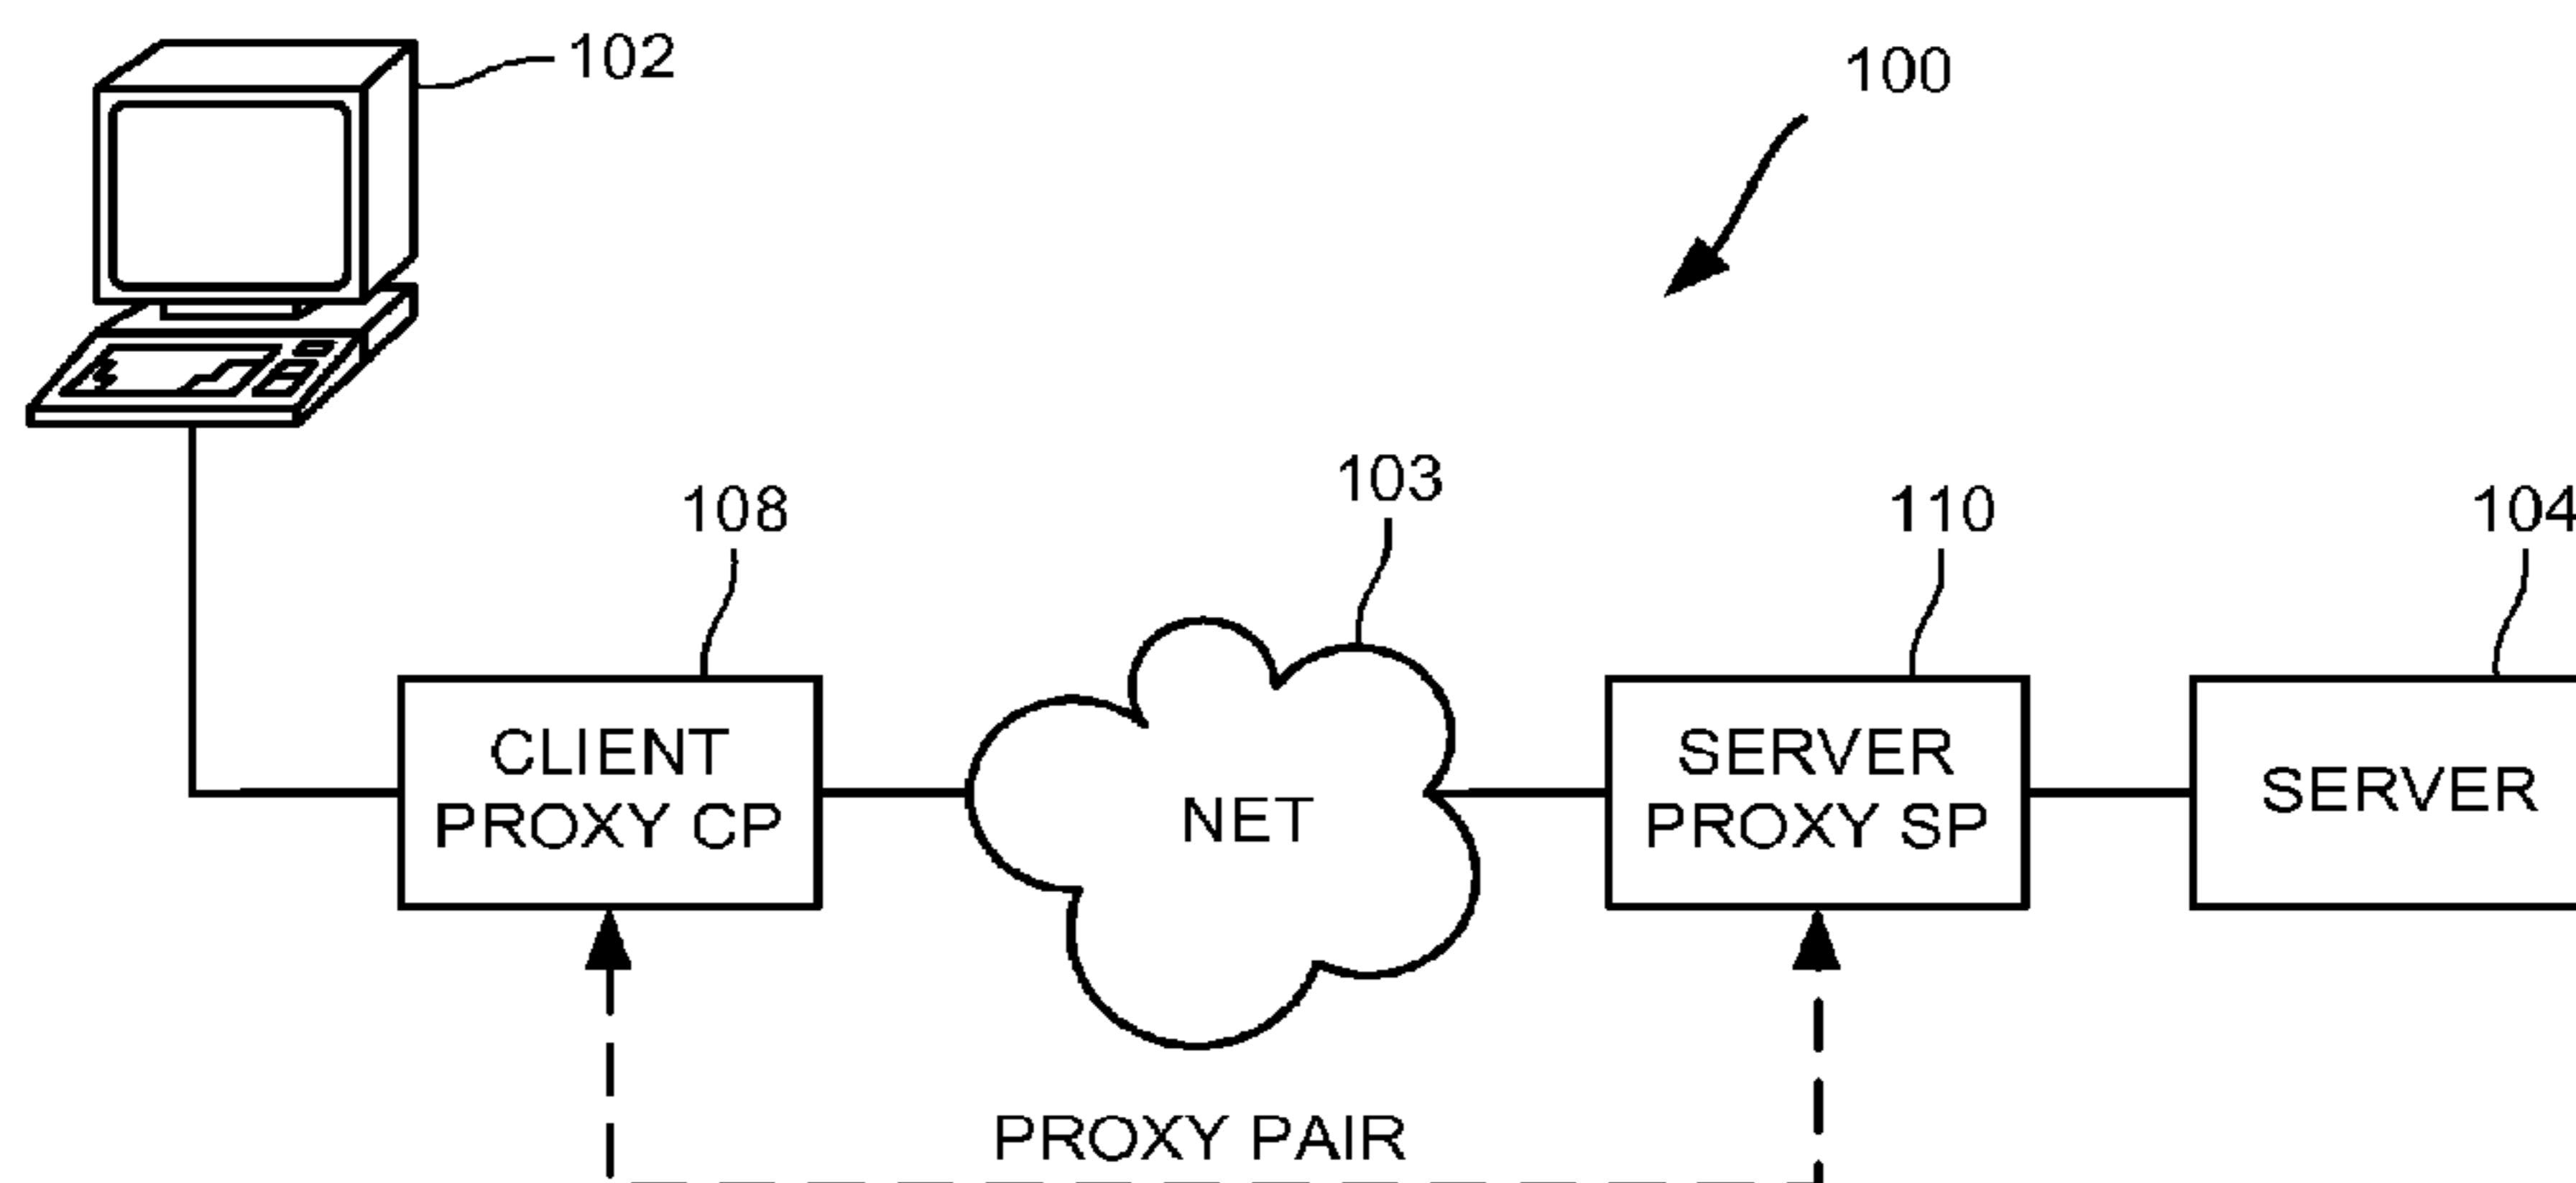 102
100
103
108
110
104
CLIENT
PROXY CP
NET
SERVER
PROXY SP
SERVER
PROXY PAIR